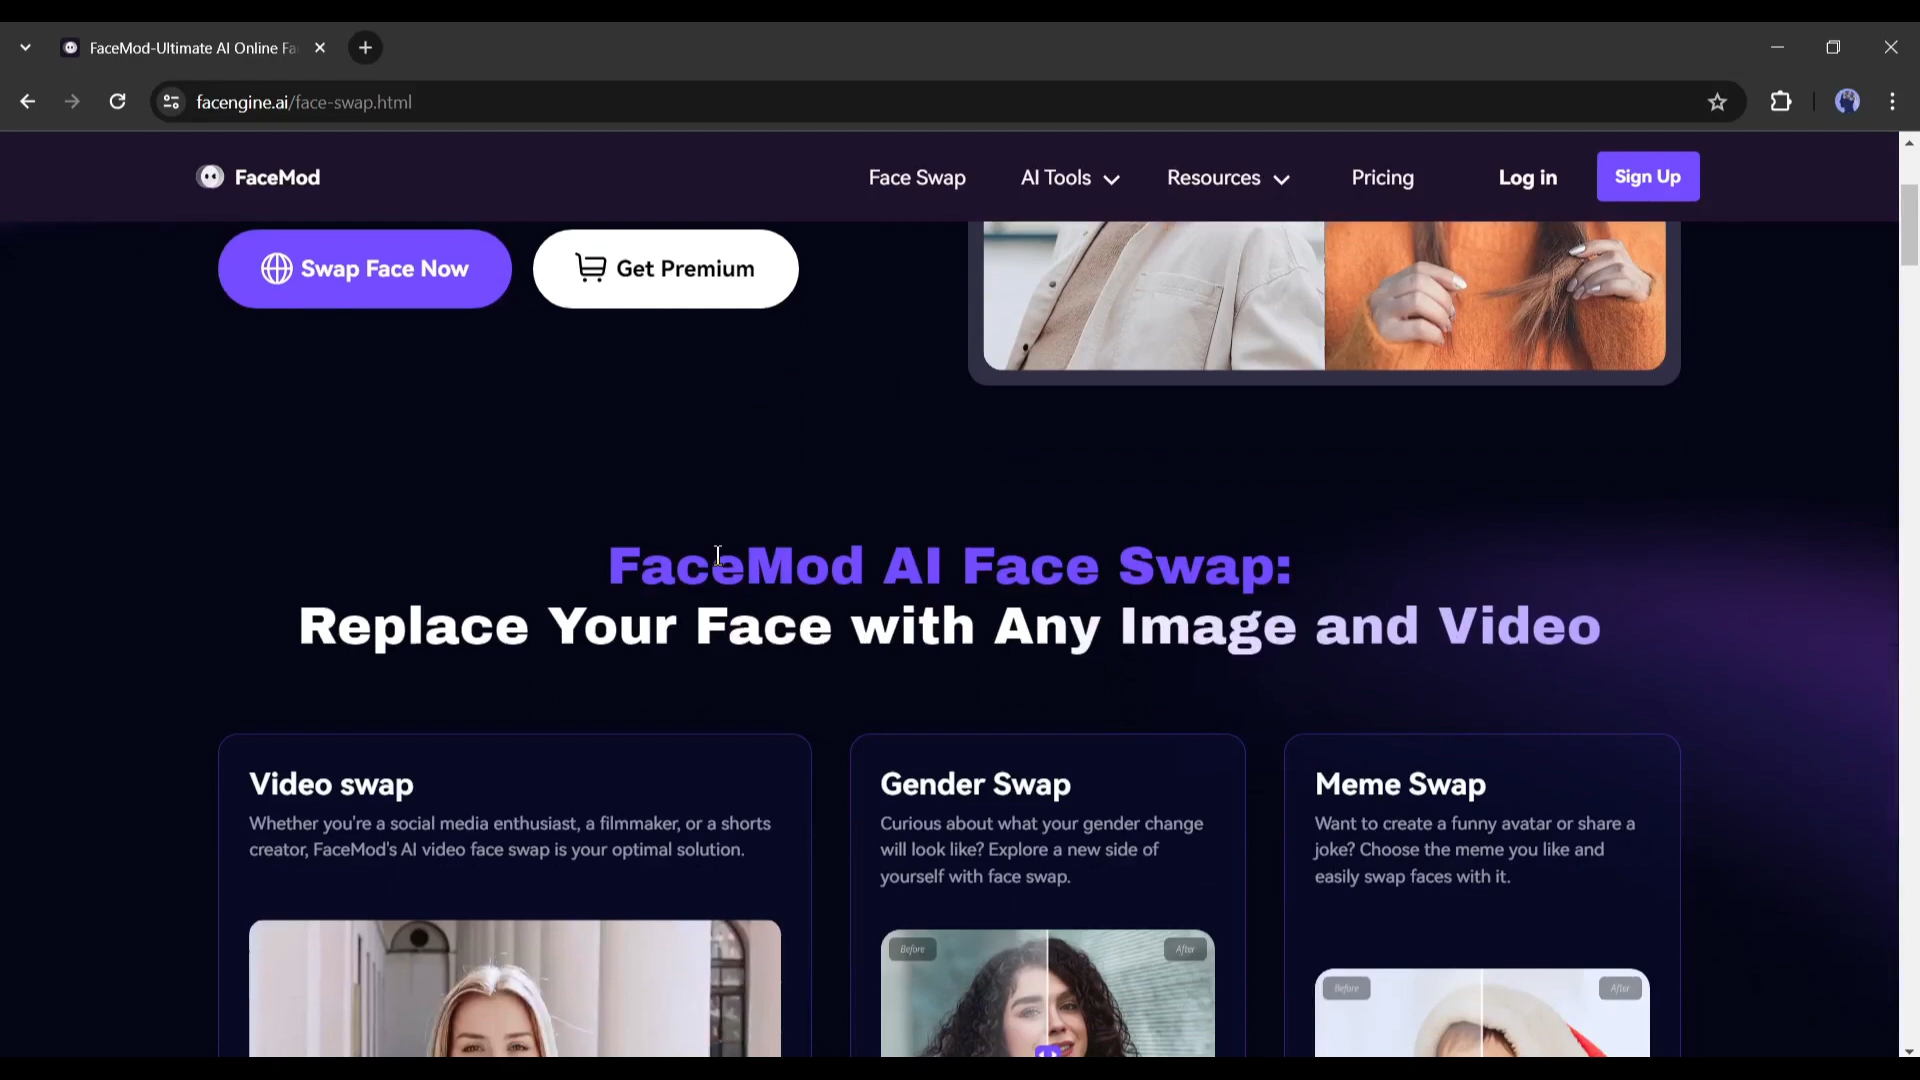 FaceMod-Ultimate AI Online Fa
facengine.ai/face-swap.html
FaceMod
Face Swap
AI Tools
Resources
Pricing
Log in
Sign Up
Swap Face Now
Get Premium
FaceMod AI Face Swap:
Replace Your Face with Any Image and Video
Video swap
Whether you're a social media enthusiast, a filmmaker, or a shorts
creator, FaceMod's AI video face swap is your optimal solution.
Gender Swap
Curious about what your gender change
will look like? Explore a new side of
yourself with face swap.
Before
After
Meme Swap
Want to create a funny avatar or share a
joke? Choose the meme you like and
easily swap faces with it.
Before
After